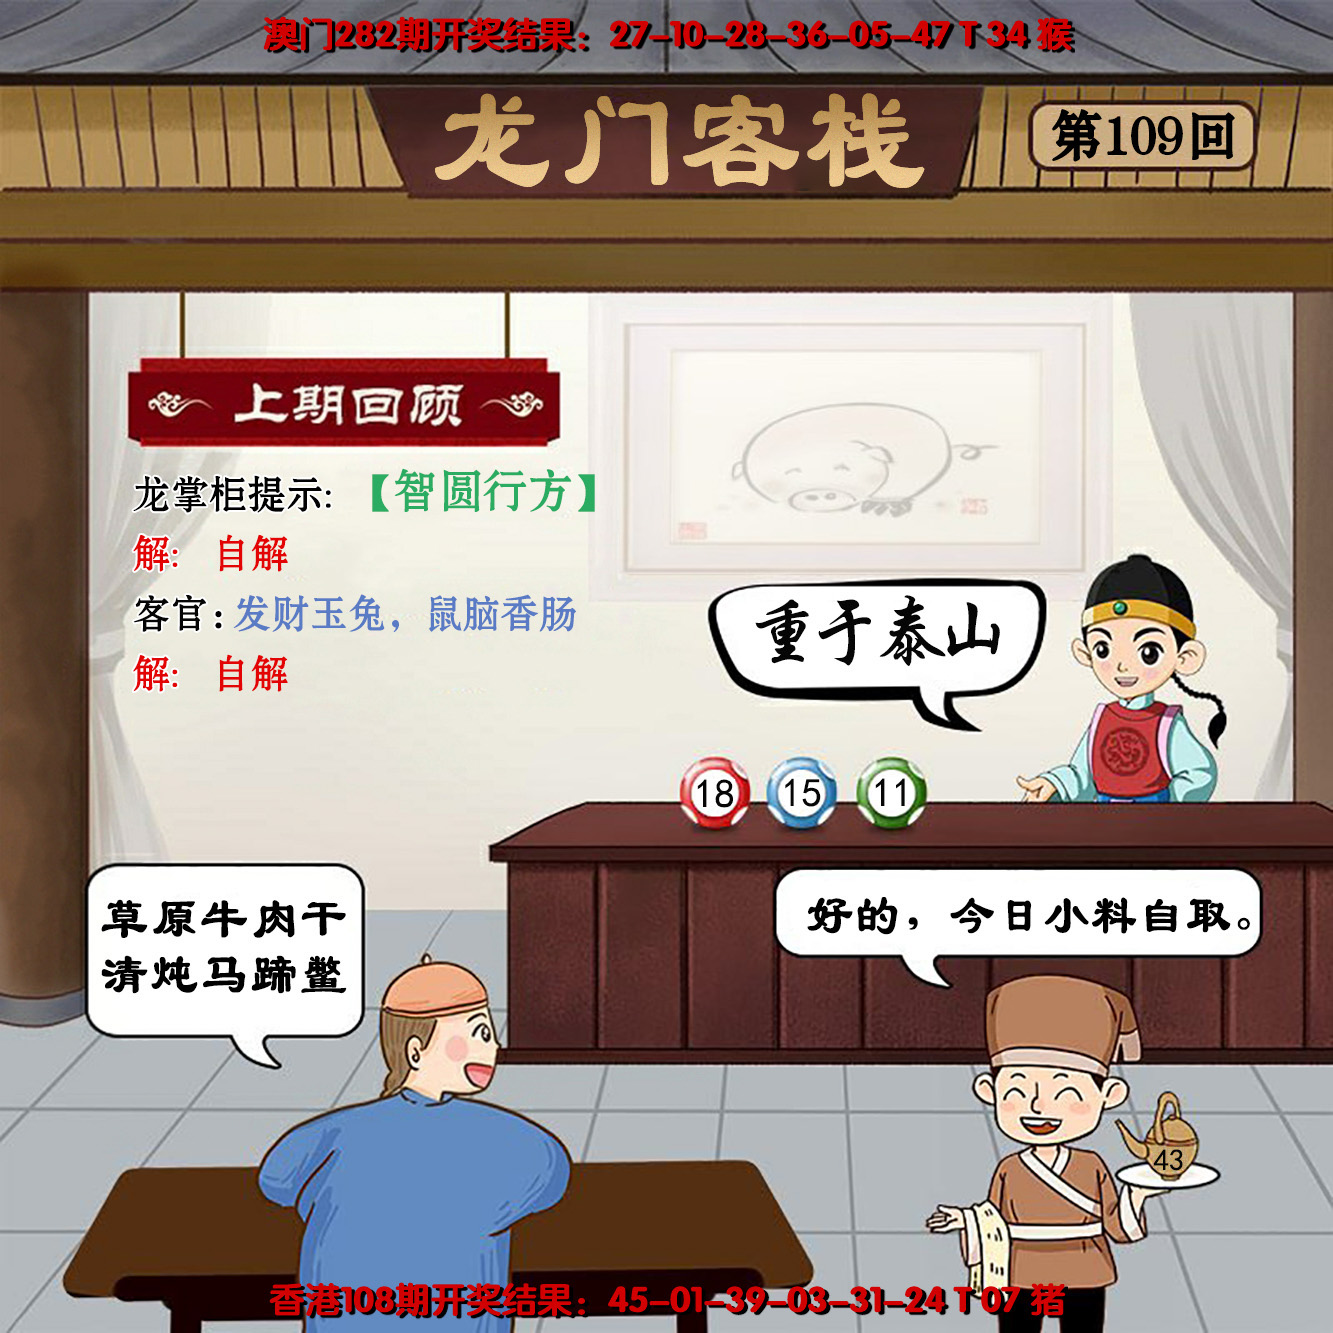 澳门282期开奖结果：27-10-28-36-05-47 T 34 猴
龙门客栈
第109回
上期回顾
龙掌柜提示:【智圆行方】
解: 自解
客官:发财玉兔，鼠脑香肠
解: 自解
重于泰山
18 15 11
草原牛肉干
清炖马蹄鳖
好的，今日小料自取。
43
香港108期开奖结果：45-01-39-03-31-24 T 07 猪